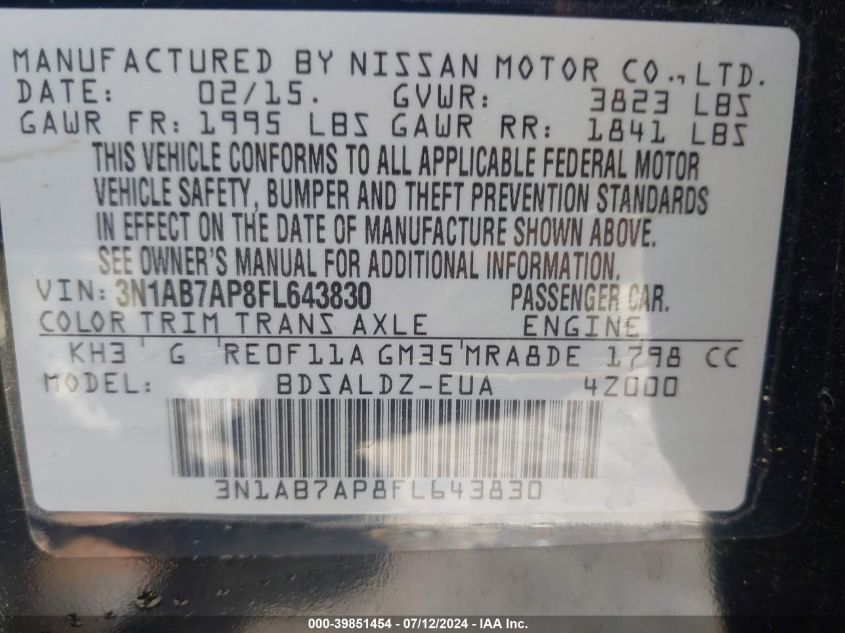 MANUFACTURED BY NISSAN MOTOR CO.,LTD.
DATE: 02/15. GVWR: 3823 LBS
GAWR FR: 1995 LBS GAWR RR: 1841 LBS
THIS VEHICLE CONFORMS TO ALL APPLICABLE FEDERAL MOTOR
VEHICLE SAFETY, BUMPER AND THEFT PREVENTION STANDARDS
IN EFFECT ON THE DATE OF MANUFACTURE SHOWN ABOVE.
SEE OWNER'S MANUAL FOR ADDITIONAL INFORMATION.
VIN: 3N1AB7AP8FL643830 PASSENGER CAR.
COLOR TRIM TRANS AXLE ENGINE
KH3 G RE0F11A GM35 MRA8DE 1798 CC
MODEL: BDSALDZ-EUA 4Z000
3N1AB7AP8FL643830
000-39851454 - 07/12/2024 - IAA Inc.